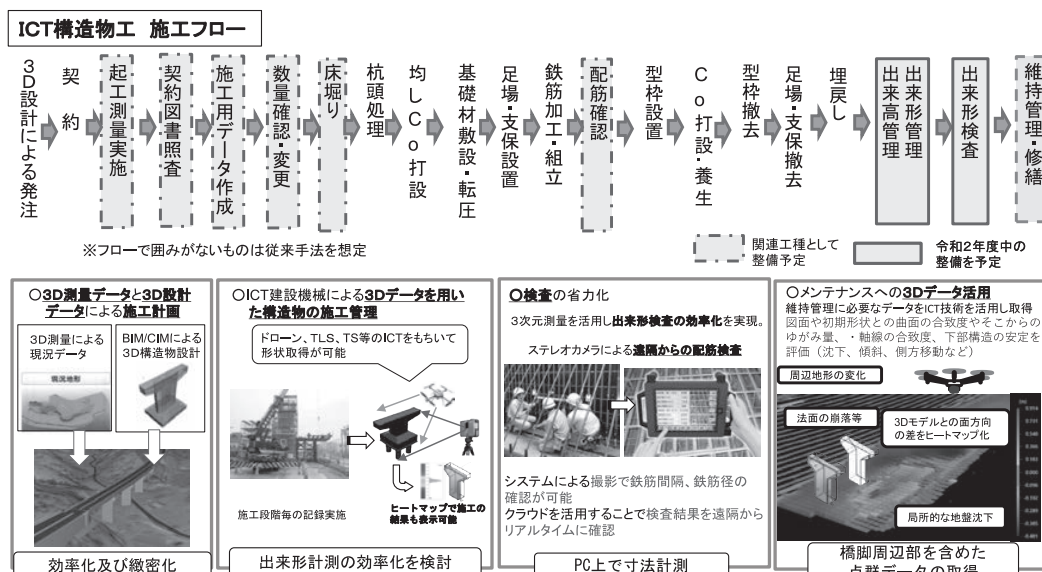 ICT構造物工 施工フロー
3D設計による発注
契約
起工測量実施
契約図書照査
施工用データ作成
数量確認・変更
床堀り
杭頭処理
均しCo打設
基礎材敷設・転圧
足場・支保設置
鉄筋加工・組立
配筋確認
型枠設置
Co打設・養生
型枠撤去
足場・支保撤去
埋戻し
出来形管理
出来高管理
出来形検査
維持管理・修繕
※フローで囲みがないものは従来手法を想定
関連工種として
整備予定
令和2年度中の
整備を予定
○3D測量データと3D設計
データによる施工計画
3D測量による
現況データ
BIM/CIMによる
3D構造物設計
現況地形
効率化及び緻密化
○ICT建設機械による3Dデータを用い
た構造物の施工管理
ドローン、TLS、TS等のICTをもちいて
形状取得が可能
施工段階毎の記録実施
ヒートマップで施工の
結果も表示可能
出来形計測の効率化を検討
○検査の省力化
3次元測量を活用し出来形検査の効率化を実現。
ステレオカメラによる遠隔からの配筋検査
システムによる撮影で鉄筋間隔、鉄筋径の
確認が可能
クラウドを活用することで検査結果を遠隔から
リアルタイムに確認
PC上で寸法計測
○メンテナンスへの3Dデータ活用
維持管理に必要なデータをICT技術を活用し取得
図面や初期形状との曲面の合致度やそこからの
ゆがみ量、・軸線の合致度、下部構造の安定を
評価（沈下、傾斜、側方移動など）
周辺地形の変化
法面の崩落等
3Dモデルとの面方向
の差をヒートマップ化
局所的な地盤沈下
橋脚周辺部を含めた
点群データの取得